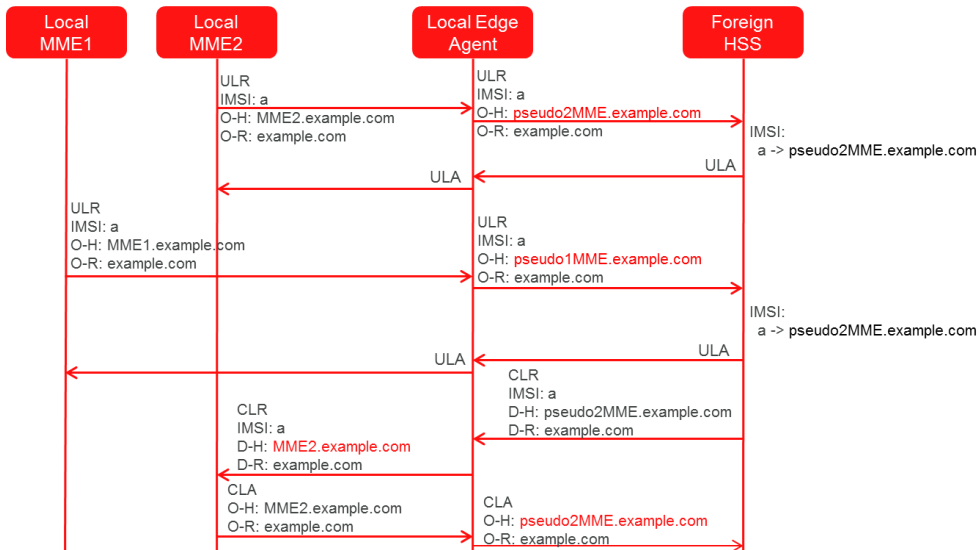 Local
MME1
Local
MME2
Local Edge
Agent
Foreign
HSS
ULR
IMSI: a
O-H: MME2.example.com
O-R: example.com
ULR
IMSI: a
O-H: pseudo2MME.example.com
O-R: example.com
IMSI:
a -> pseudo2MME.example.com
ULA
ULA
ULR
IMSI: a
O-H: MME1.example.com
O-R: example.com
ULR
IMSI: a
O-H: pseudo1MME.example.com
O-R: example.com
IMSI:
a -> pseudo2MME.example.com
ULA
ULA
CLR
IMSI: a
D-H: pseudo2MME.example.com
D-R: example.com
CLR
IMSI: a
D-H: MME2.example.com
D-R: example.com
CLA
O-H: MME2.example.com
O-R: example.com
CLA
O-H: pseudo2MME.example.com
O-R: example.com